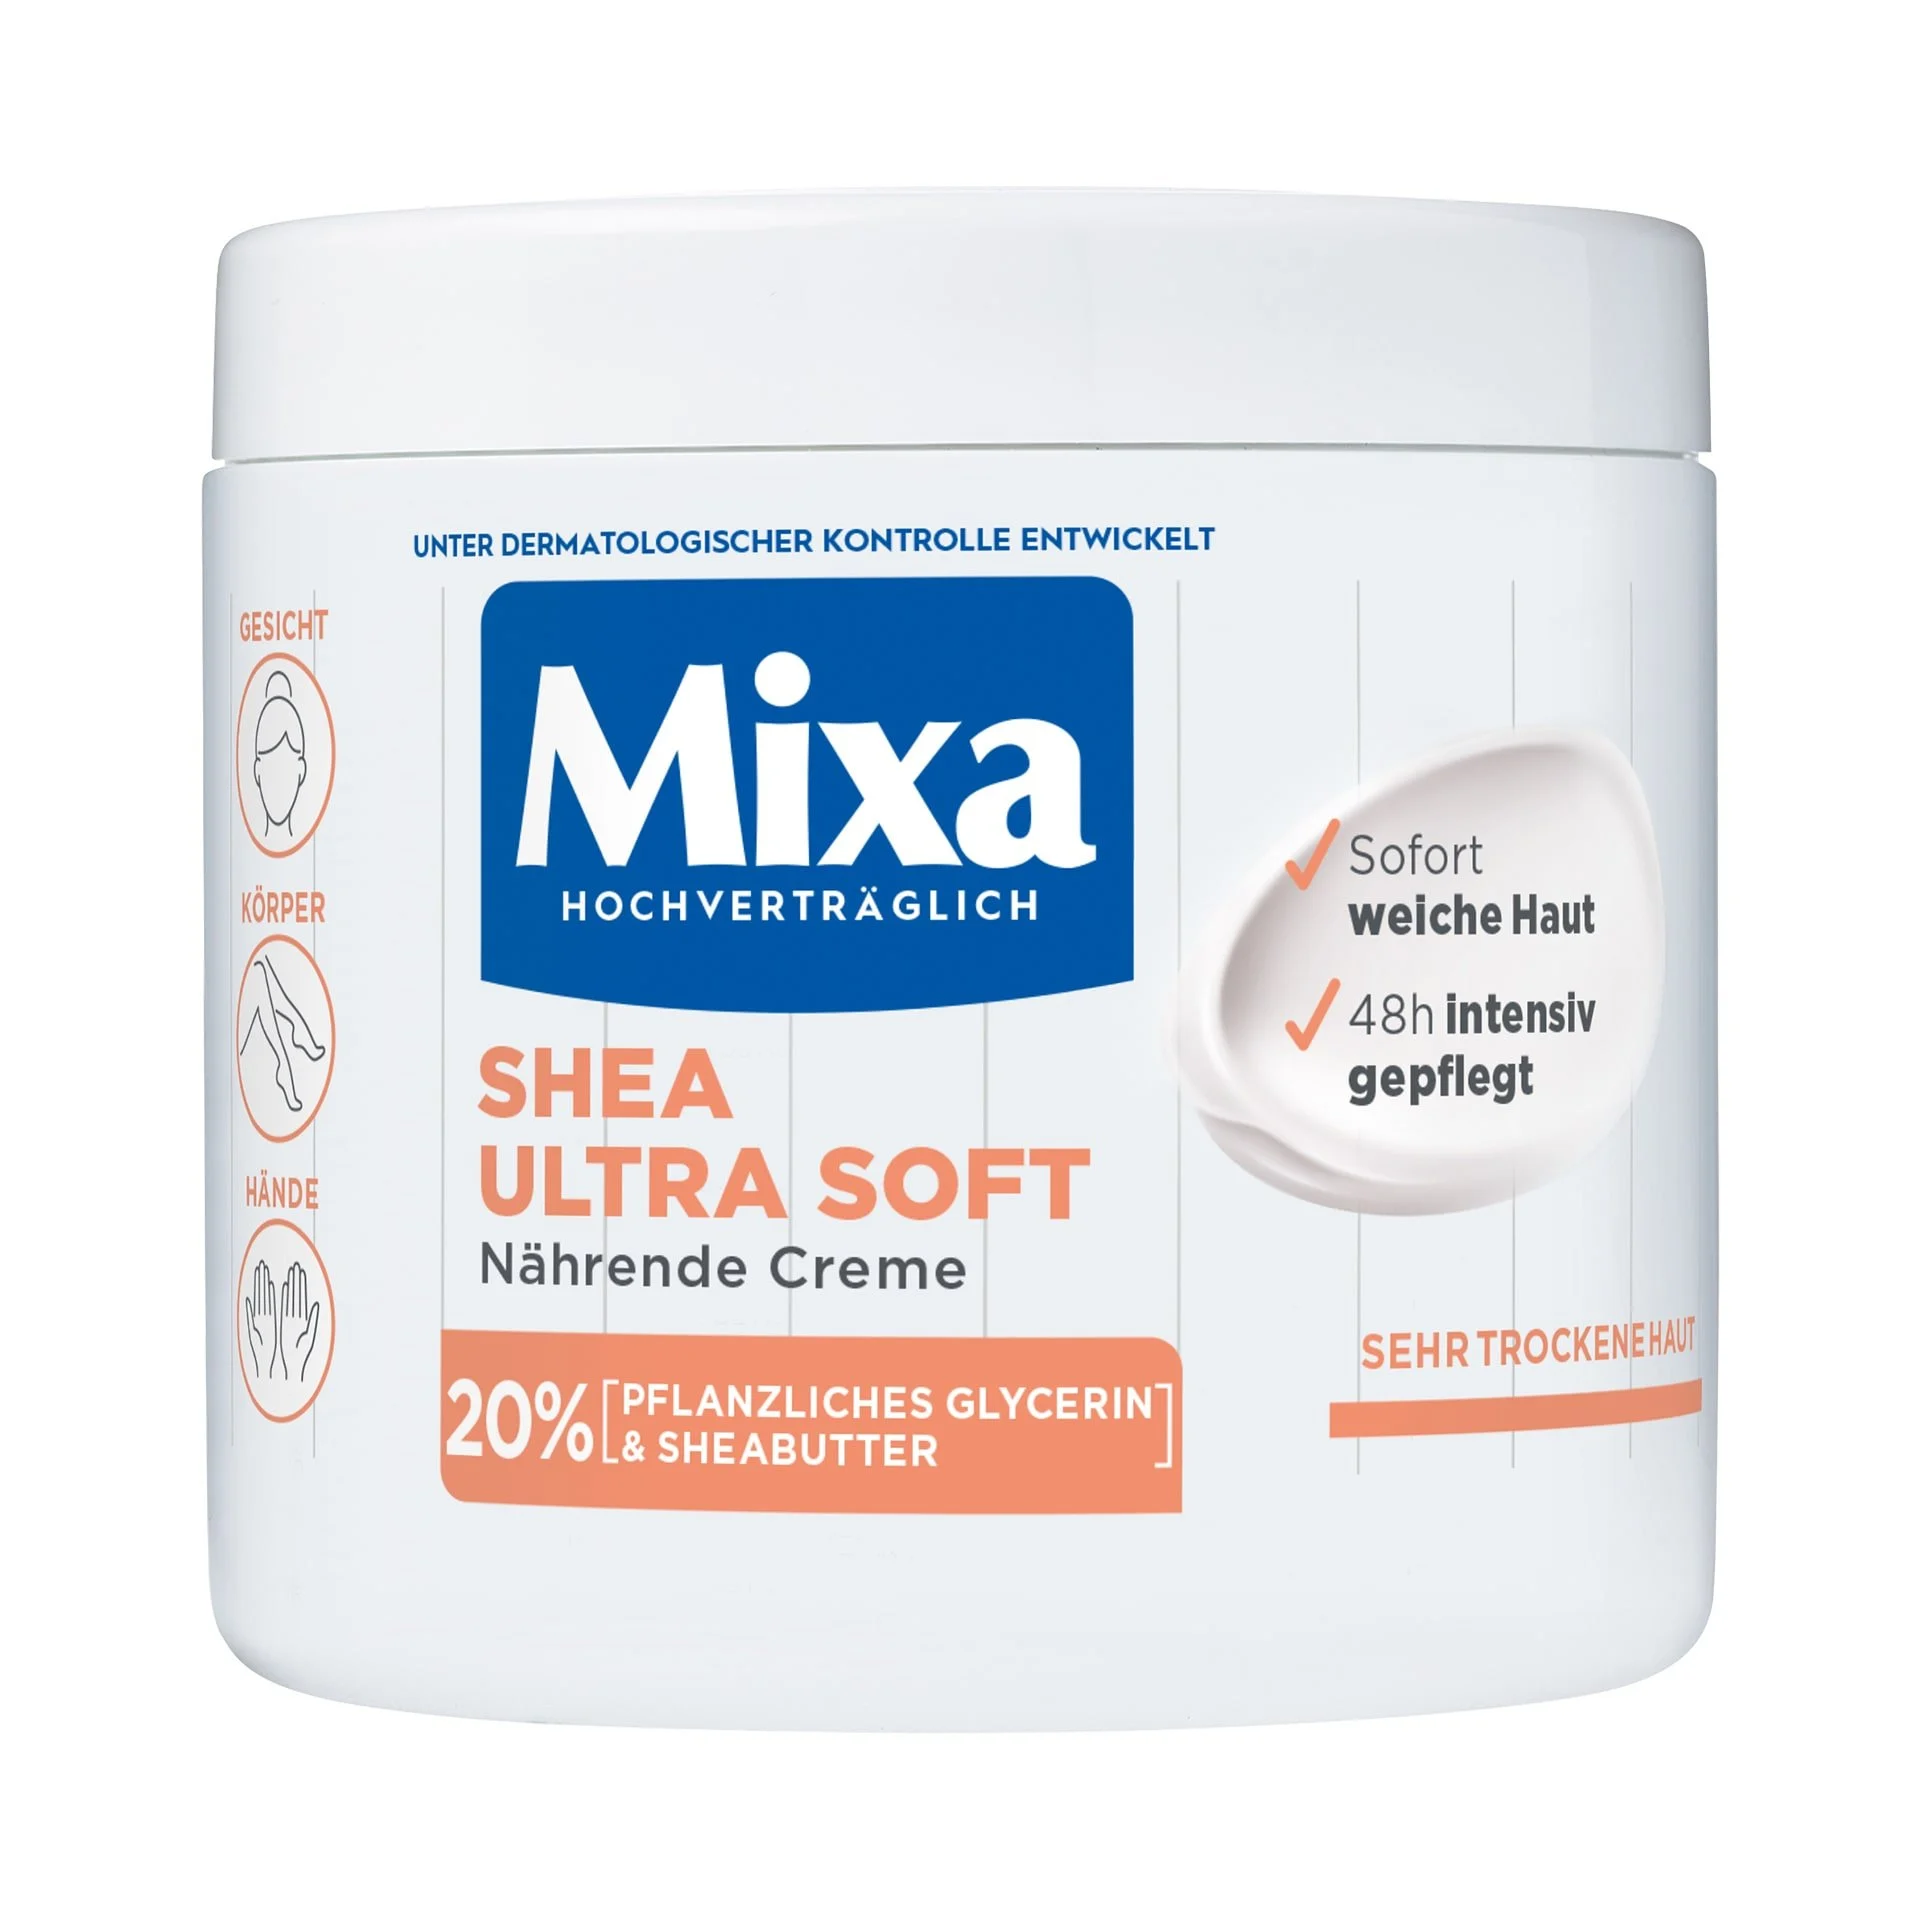 UNTER DERMATOLOGISCHER KONTROLLE ENTWICKELT
Mixa
HOCHVERTRÄGLICH
GESICHT
KÖRPER
HÄNDE
SHEA
ULTRA SOFT
Nährende Creme
20% [PFLANZLICHES GLYCERIN
& SHEABUTTER]
Sofort
weiche Haut
48h intensiv
gepflegt
SEHR TROCKENE HAUT